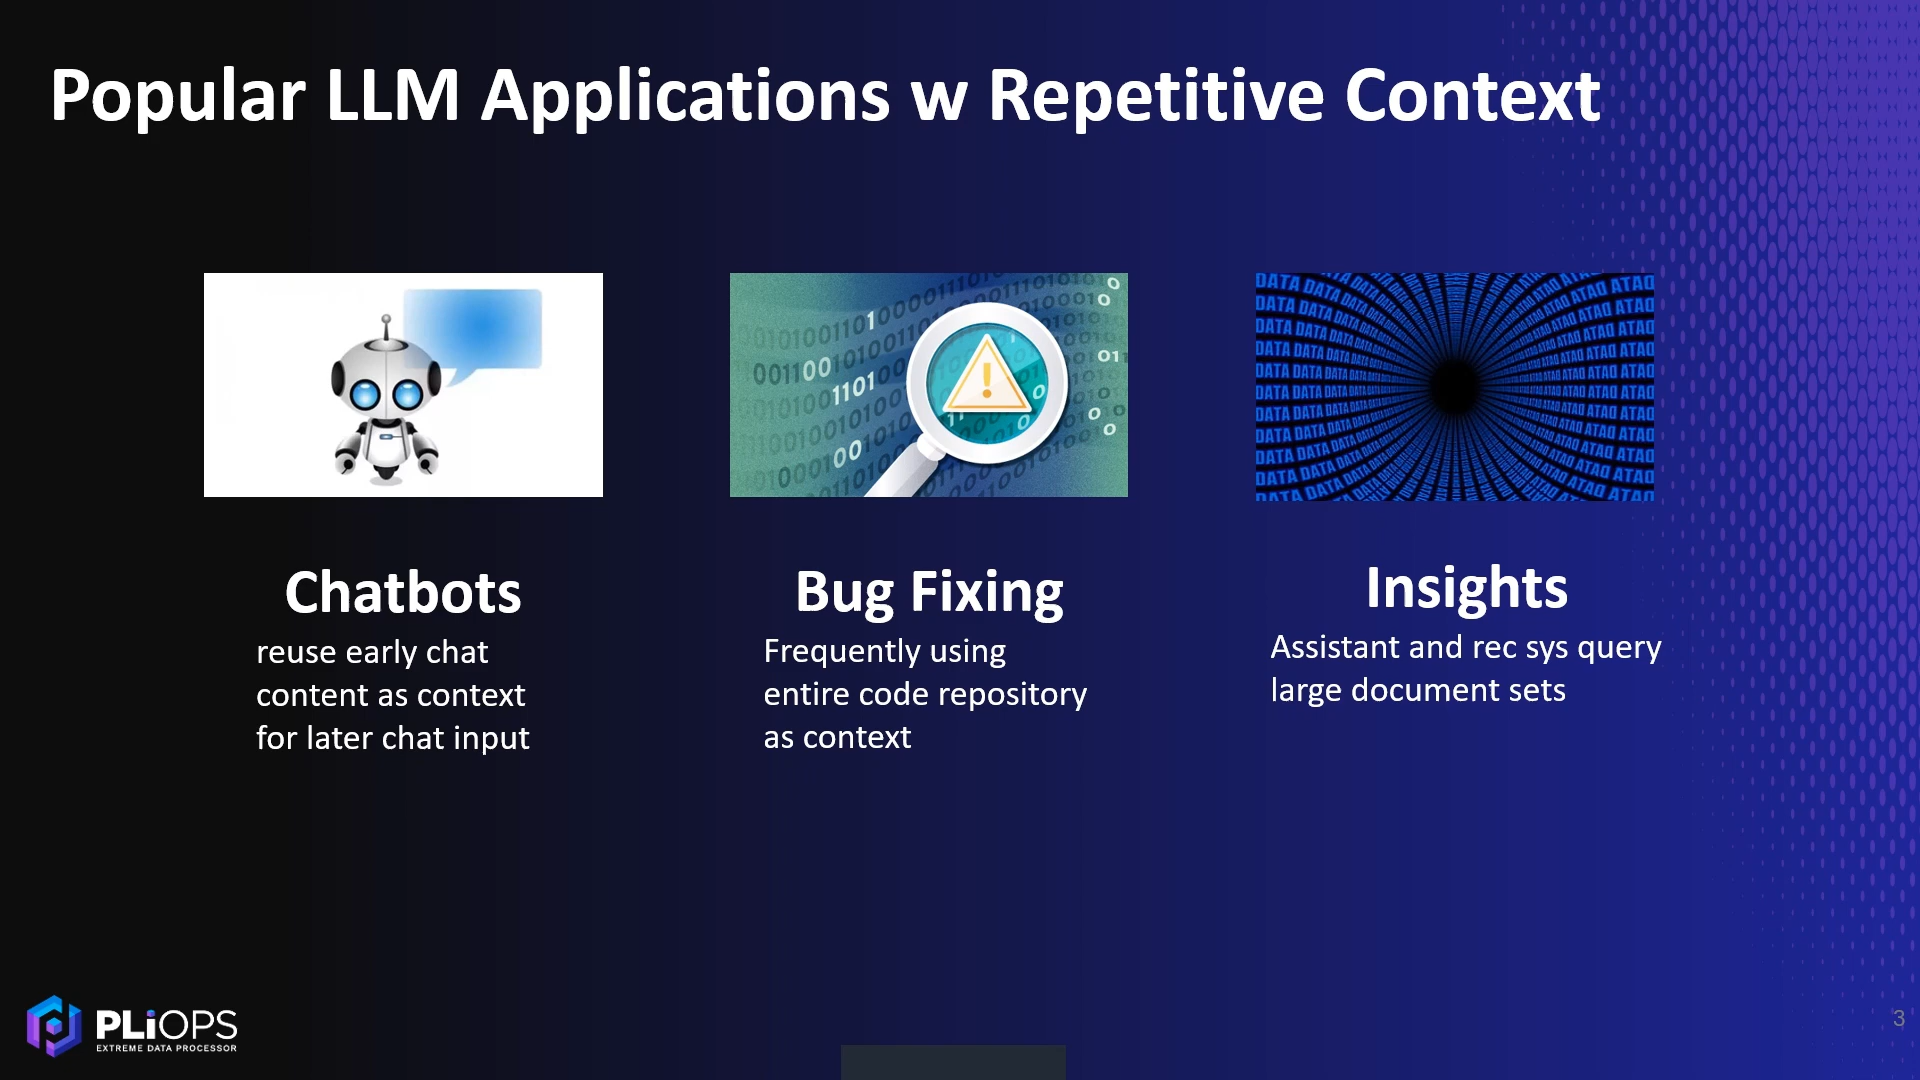 Popular LLM Applications w Repetitive Context
Chatbots
reuse early chat
content as context
for later chat input
Bug Fixing
Frequently using
entire code repository
as context
Insights
Assistant and rec sys query
large document sets
PLiOPS
EXTREME DATA PROCESSOR
3